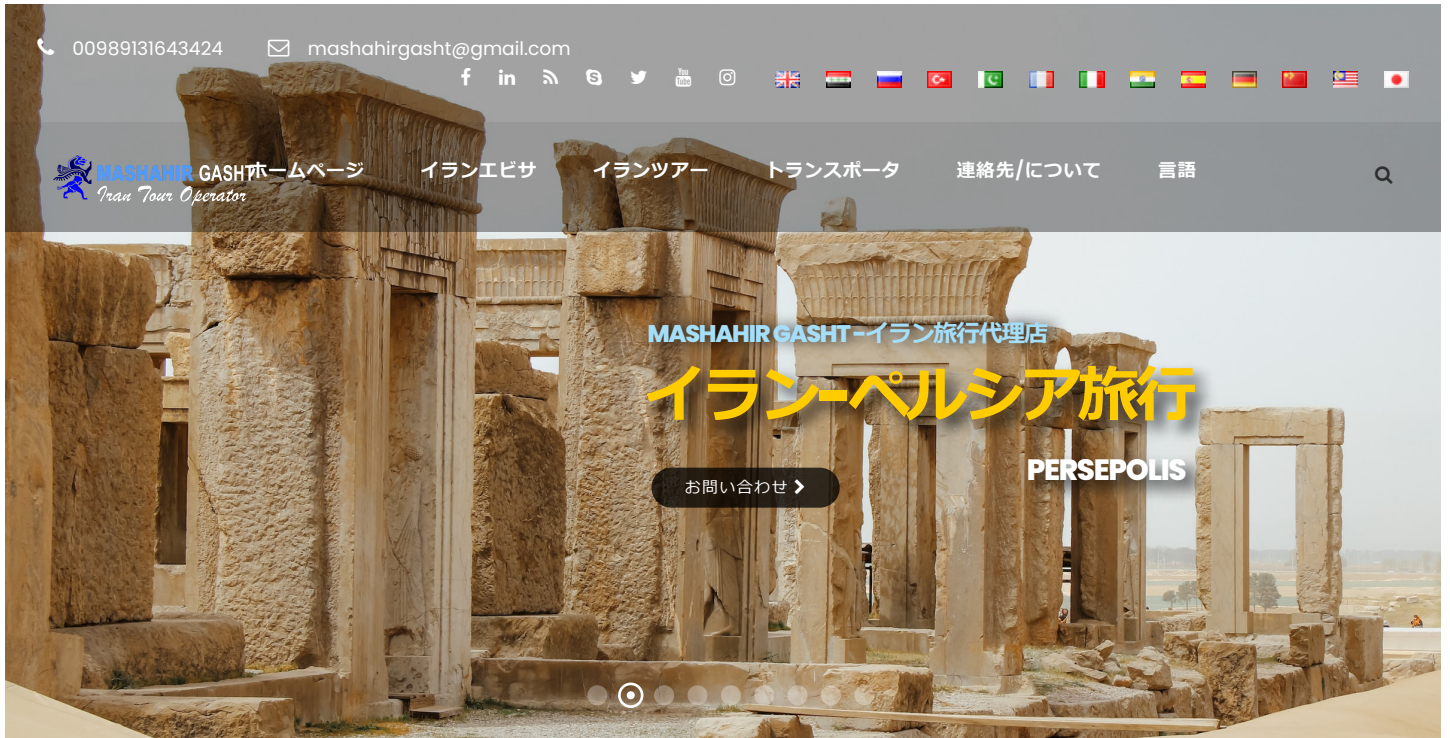 00989131643424
mashahirgasht@gmail.com
You
Tube
MASHAHIR GASHT
Iran Tour Operator
ホームページ
イランエビサ
イランツアー
トランスポータ
連絡先/について
言語
MASHAHIR GASHT -イラン旅行代理店
イラン-ペルシア旅行
PERSEPOLIS
お問い合わせ